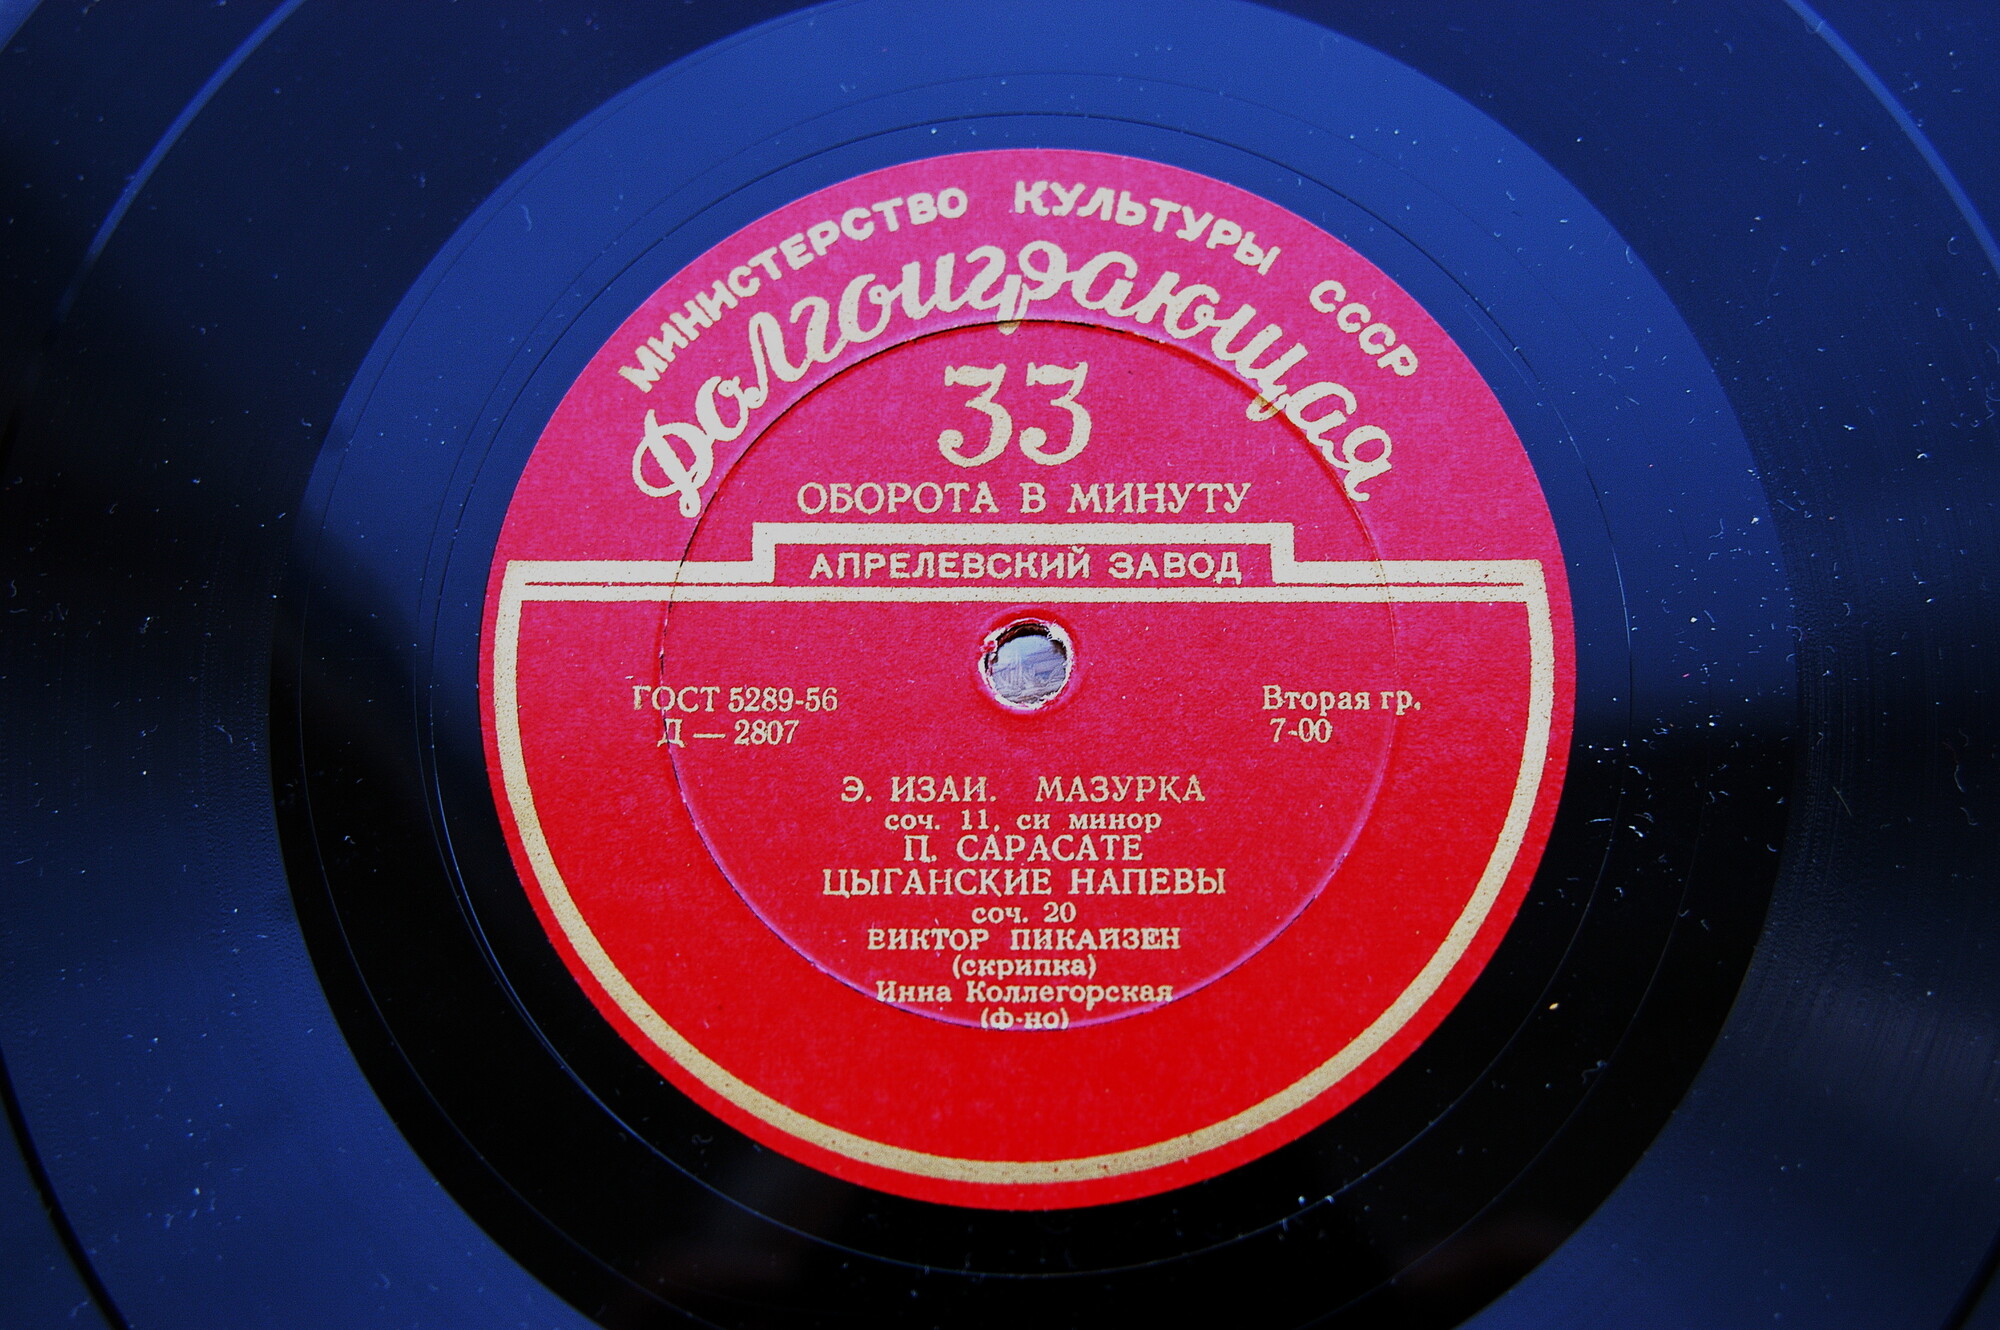 МИНИСТЕРСТВО КУЛЬТУРЫ СССР
Долгоиграющая
33
ОБОРОТА В МИНУТУ
АПРЕЛЕВСКИЙ ЗАВОД
ГОСТ 5289-56
Д — 2807
Вторая гр.
7-00
Э. ИЗАИ. МАЗУРКА
соч. 11, си минор
П. САРАСАТЕ
ЦЫГАНСКИЕ НАПЕВЫ
соч. 20
ВИКТОР ПИКАЙЗЕН
(скрипка)
Инна Коллегорская
(ф-но)